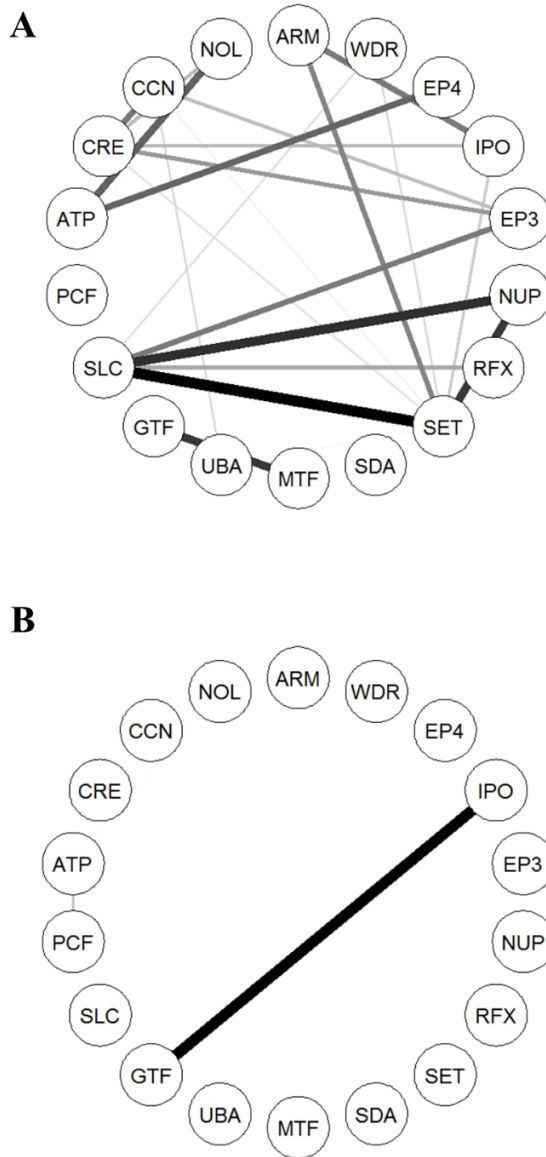 A
ARM
NOL
WDR
CCN
EP4
CRE
IPO
ATP
EP3
PCF
NUP
SLC
RFX
GTF
SET
UBA
MTF
SDA
B
ARM
NOL
WDR
CCN
EP4
CRE
IPO
ATP
EP3
PCF
NUP
SLC
RFX
GTF
SET
UBA
MTF
SDA